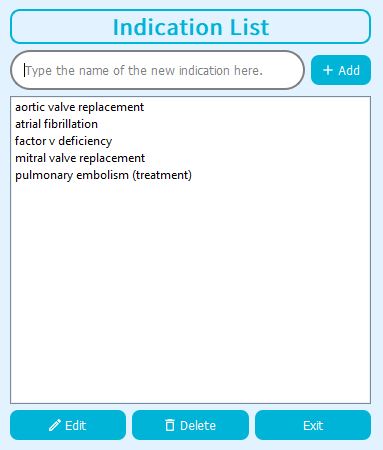 Indication List
Type the name of the new indication here.
+ Add
aortic valve replacement
atrial fibrillation
factor v deficiency
mitral valve replacement
pulmonary embolism (treatment)
Edit
Delete
Exit